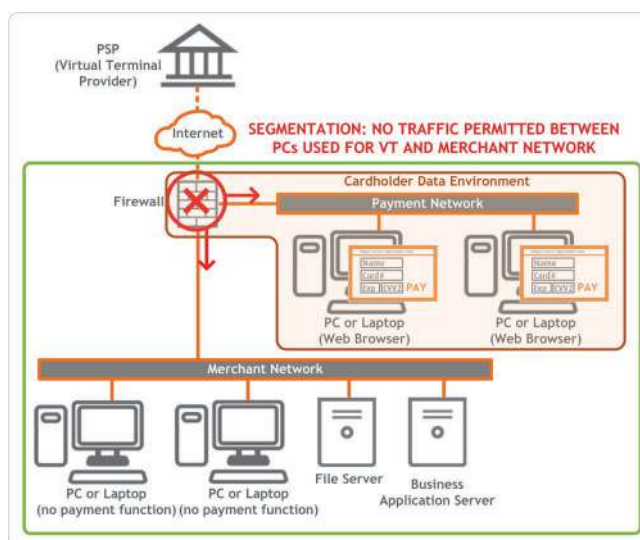 PSP
(Virtual Terminal
Provider)
Internet
SEGMENTATION: NO TRAFFIC PERMITTED BETWEEN
PCs USED FOR VT AND MERCHANT NETWORK
Cardholder Data Environment
Firewall
Payment Network
Name
Card#
Exp CVV2 PAY
Name
Card#
Exp CVV2 PAY
PC or Laptop
(Web Browser)
PC or Laptop
(Web Browser)
Merchant Network
PC or Laptop
(no payment function)
PC or Laptop
(no payment function)
File Server
Business
Application Server